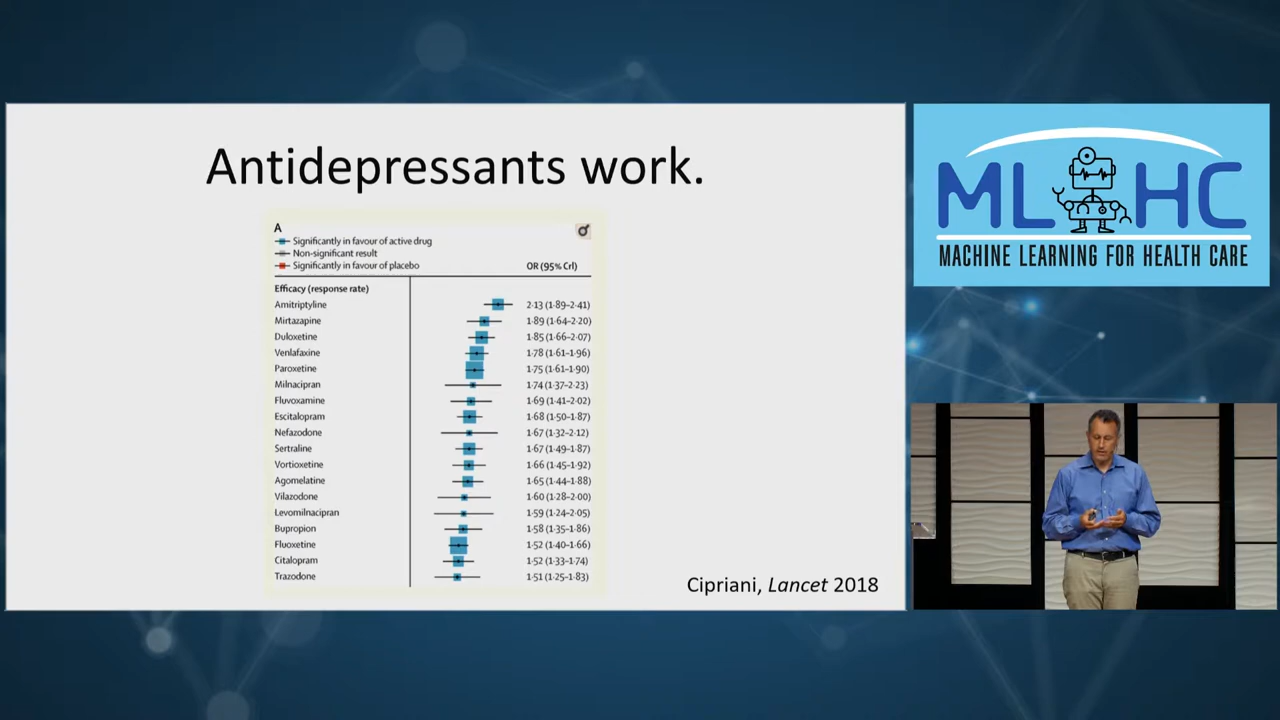 Antidepressants work.
A
Significantly in favour of active drug
Non-significant result
Significantly in favour of placebo
OR (95% CrI)
Efficacy (response rate)
Amitriptyline 2·13 (1·89–2·41)
Mirtazapine 1·89 (1·64–2·20)
Duloxetine 1·85 (1·66–2·07)
Venlafaxine 1·78 (1·61–1·96)
Paroxetine 1·75 (1·61–1·90)
Milnacipran 1·74 (1·37–2·23)
Fluvoxamine 1·69 (1·41–2·02)
Escitalopram 1·68 (1·50–1·87)
Nefazodone 1·67 (1·32–2·12)
Sertraline 1·67 (1·49–1·87)
Vortioxetine 1·66 (1·45–1·92)
Agomelatine 1·65 (1·44–1·88)
Vilazodone 1·60 (1·28–2·00)
Levomilnacipran 1·59 (1·24–2·05)
Bupropion 1·58 (1·35–1·86)
Fluoxetine 1·52 (1·40–1·66)
Citalopram 1·52 (1·33–1·74)
Trazodone 1·51 (1·25–1·83)
Cipriani, Lancet 2018
ML HC
MACHINE LEARNING FOR HEALTH CARE